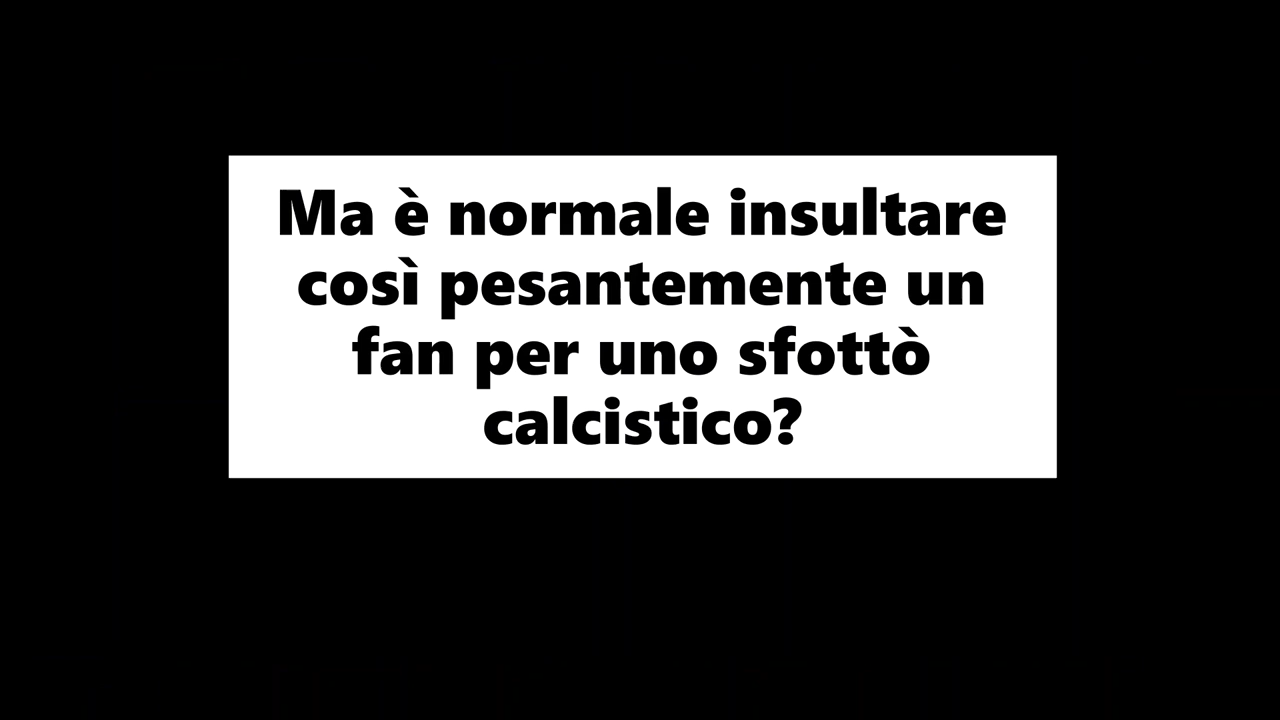 Ma è normale insultare
così pesantemente un
fan per uno sfottò
calcistico?